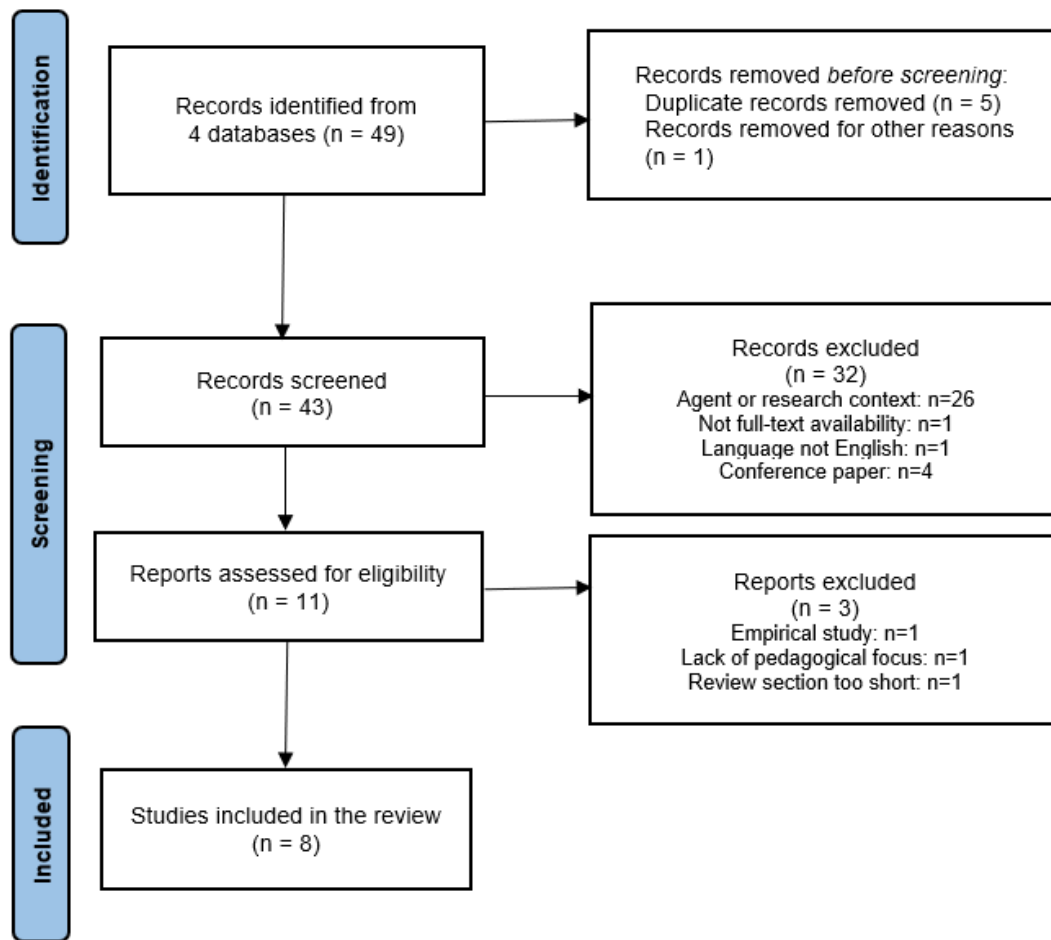 Identification
Records identified from
4 databases (n = 49)
Records removed before screening:
Duplicate records removed (n = 5)
Records removed for other reasons
(n = 1)
Screening
Records screened
(n = 43)
Records excluded
(n = 32)
Agent or research context: n=26
Not full-text availability: n=1
Language not English: n=1
Conference paper: n=4
Reports assessed for eligibility
(n = 11)
Reports excluded
(n = 3)
Empirical study: n=1
Lack of pedagogical focus: n=1
Review section too short: n=1
Included
Studies included in the review
(n = 8)